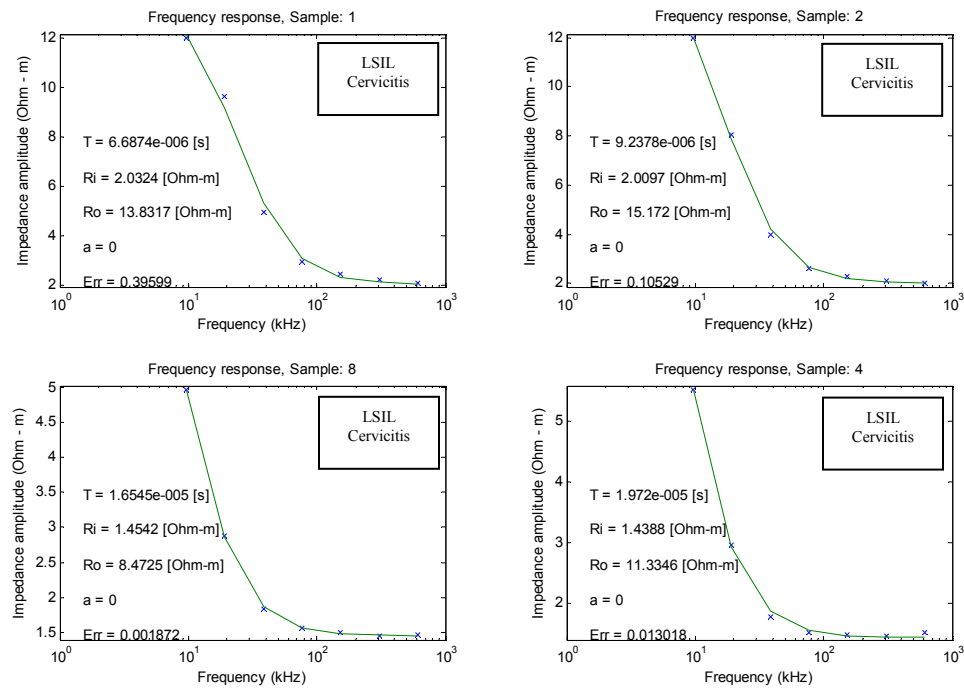 Frequency response, Sample: 1
12
10
8
6
4
2
10^0
10^1
10^2
10^3
Impedance amplitude (Ohm - m)
Frequency (kHz)
LSIL
Cervicitis
T = 6.6874e-006 [s]
Ri = 2.0324 [Ohm-m]
Ro = 13.8317 [Ohm-m]
a = 0
Err = 0.39599
Frequency response, Sample: 2
12
10
8
6
4
2
10^0
10^1
10^2
10^3
Impedance amplitude (Ohm - m)
Frequency (kHz)
LSIL
Cervicitis
T = 9.2378e-006 [s]
Ri = 2.0097 [Ohm-m]
Ro = 15.172 [Ohm-m]
a = 0
Err = 0.10529
Frequency response, Sample: 8
5
4.5
4
3.5
3
2.5
2
1.5
10^0
10^1
10^2
10^3
Impedance amplitude (Ohm - m)
Frequency (kHz)
LSIL
Cervicitis
T = 1.6545e-005 [s]
Ri = 1.4542 [Ohm-m]
Ro = 8.4725 [Ohm-m]
a = 0
Err = 0.001872
Frequency response, Sample: 4
5
4
3
2
10^0
10^1
10^2
10^3
Impedance amplitude (Ohm - m)
Frequency (kHz)
LSIL
Cervicitis
T = 1.972e-005 [s]
Ri = 1.4388 [Ohm-m]
Ro = 11.3346 [Ohm-m]
a = 0
Err = 0.013018